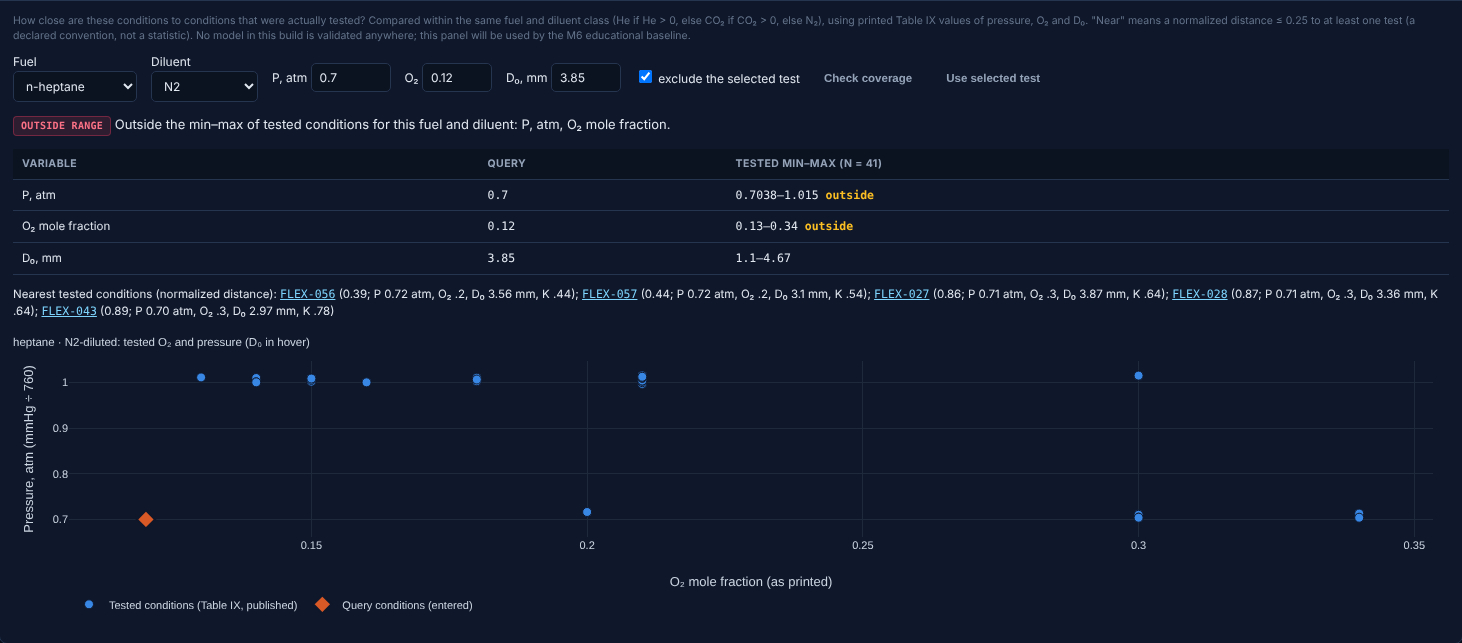 How close are these conditions to conditions that were actually tested? Compared within the same fuel and diluent class (He if He > 0, else CO₂ if CO₂ > 0, else N₂), using printed Table IX values of pressure, O₂ and D₀. "Near" means a normalized distance ≤ 0.25 to at least one test (a
declared convention, not a statistic). No model in this build is validated anywhere; this panel will be used by the M6 educational baseline.
Fuel
Diluent
n-heptane
N2
P, atm 0.7
O₂ 0.12
D₀, mm 3.85
exclude the selected test
Check coverage
Use selected test
OUTSIDE RANGE Outside the min–max of tested conditions for this fuel and diluent: P, atm, O₂ mole fraction.
VARIABLE QUERY TESTED MIN–MAX (N = 41)
P, atm 0.7 0.7038–1.015 outside
O₂ mole fraction 0.12 0.13–0.34 outside
D₀, mm 3.85 1.1–4.67
Nearest tested conditions (normalized distance): FLEX-056 (0.39; P 0.72 atm, O₂ .2, D₀ 3.56 mm, K .44); FLEX-057 (0.44; P 0.72 atm, O₂ .2, D₀ 3.1 mm, K .54); FLEX-027 (0.86; P 0.71 atm, O₂ .3, D₀ 3.87 mm, K .64); FLEX-028 (0.87; P 0.71 atm, O₂ .3, D₀ 3.36 mm, K
.64); FLEX-043 (0.89; P 0.70 atm, O₂ .3, D₀ 2.97 mm, K .78)
heptane · N2-diluted: tested O₂ and pressure (D₀ in hover)
Pressure, atm (mmHg ÷ 760)
1
0.9
0.8
0.7
0.15 0.2 0.25 0.3 0.35
O₂ mole fraction (as printed)
Tested conditions (Table IX, published)
Query conditions (entered)